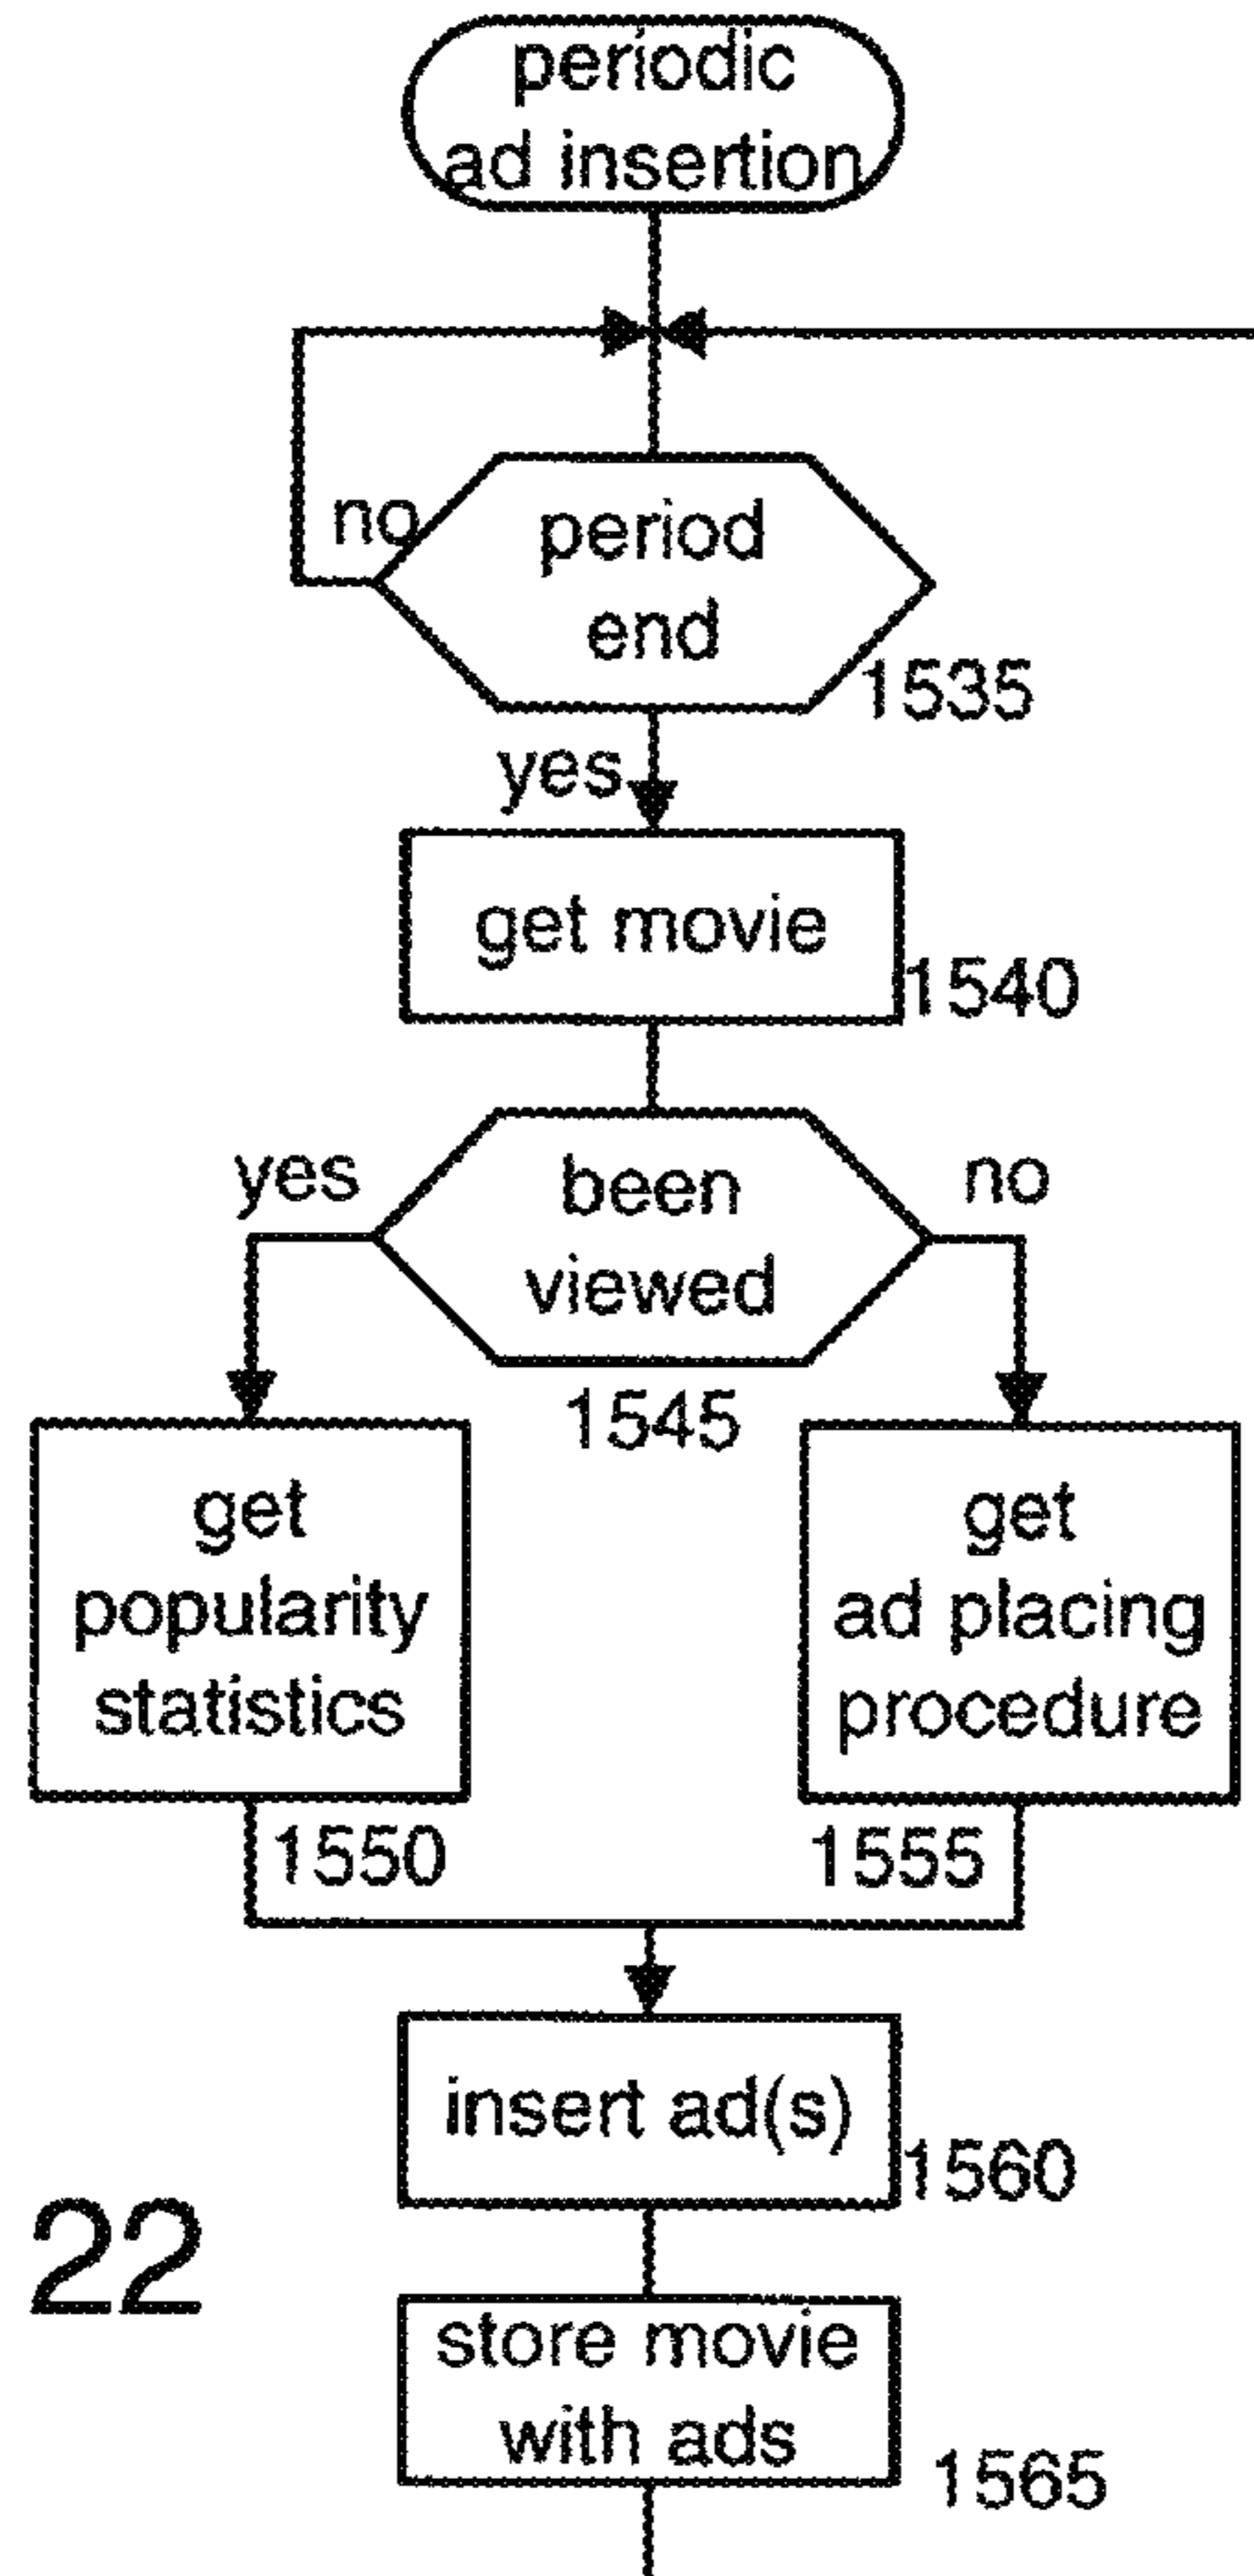 periodic
ad insertion
no
period
end
1535
yes
get movie
1540
yes
been
viewed
no
1545
get
popularity
statistics
1550
get
ad placing
procedure
1555
insert ad(s)
1560
22
store movie
with ads
1565